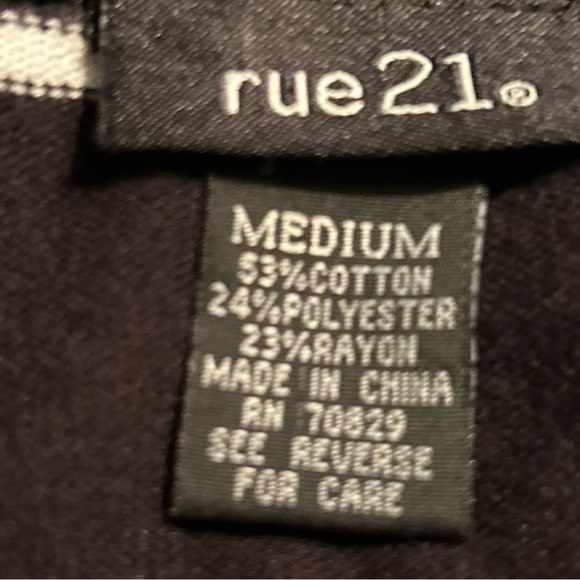 rue21®
MEDIUM
53%COTTON
24%POLYESTER
23%RAYON
MADE IN CHINA
RN 70829
SEE REVERSE
FOR CARE